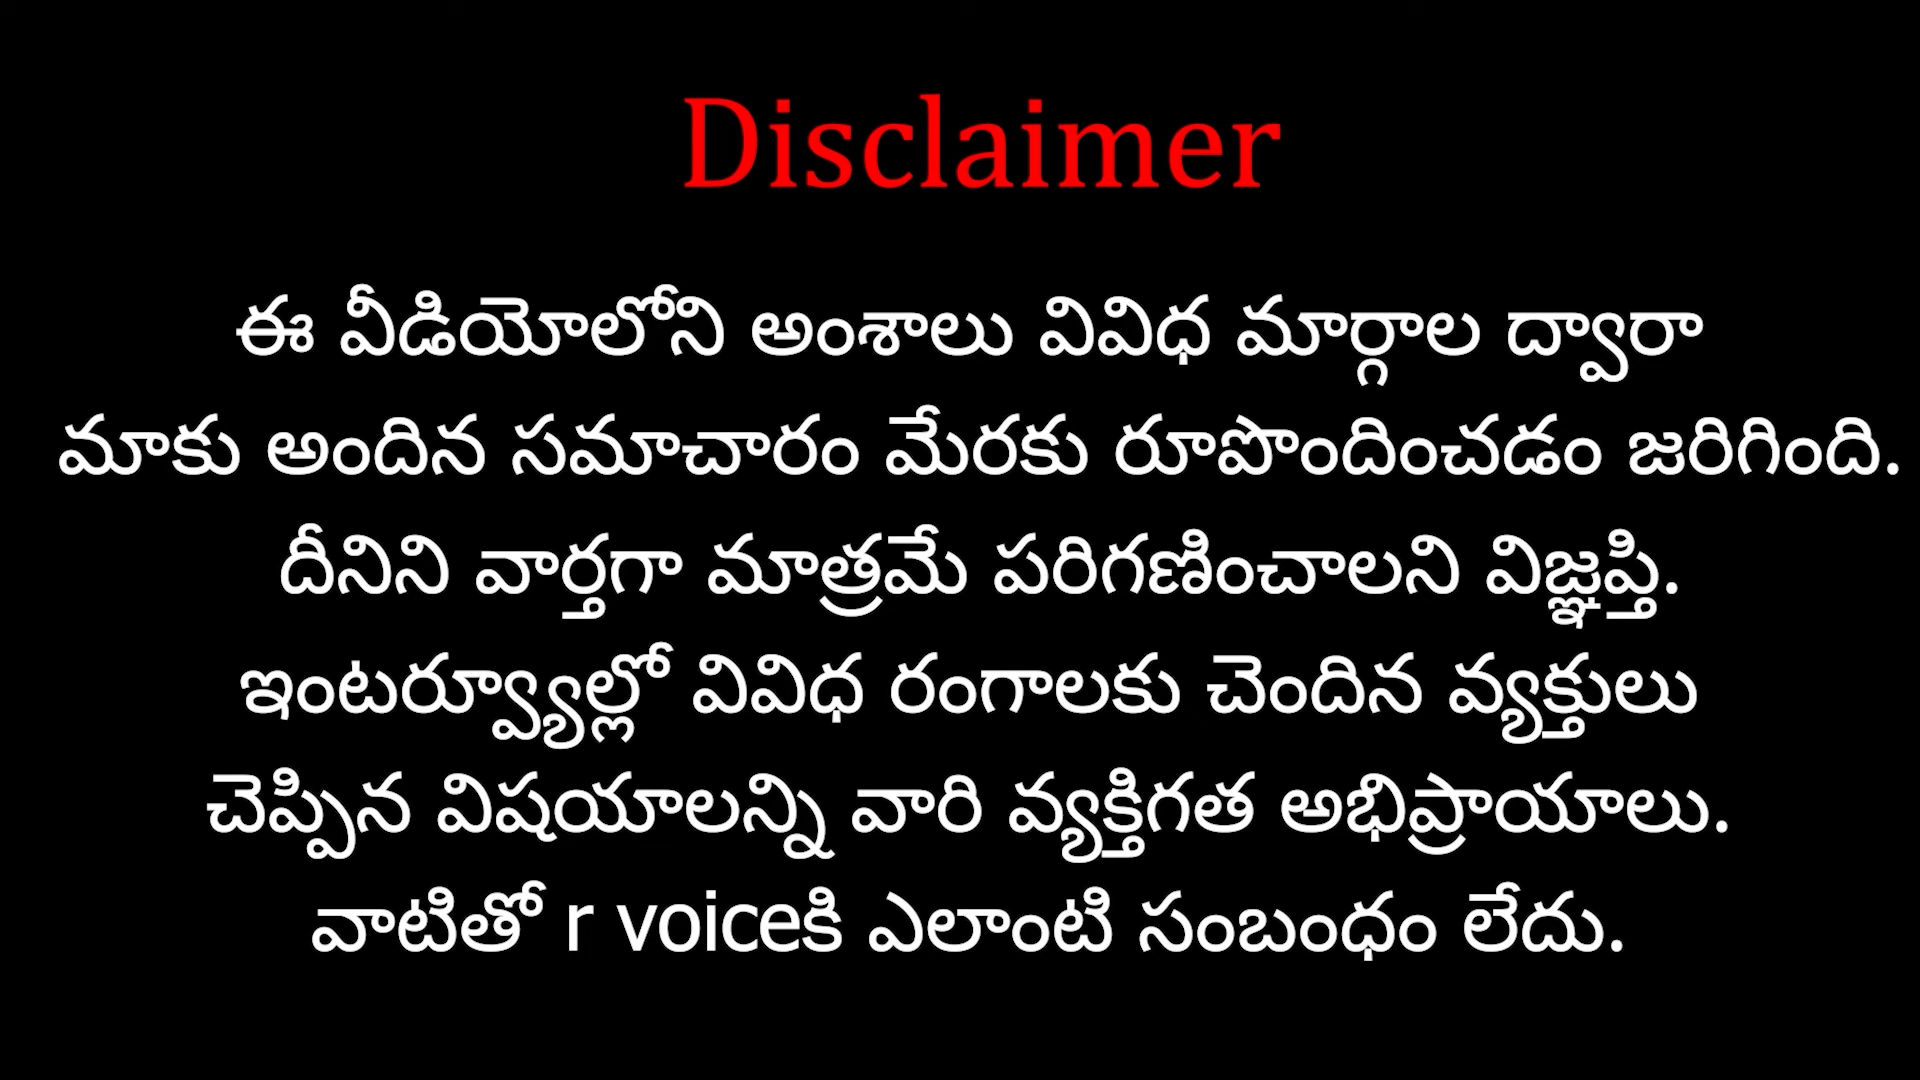 Disclaimer
ఈ వీడియోలోని అంశాలు వివిధ మార్గాల ద్వారా
మాకు అందిన సమాచారం మేరకు రూపొందించడం జరిగింది.
దీనిని వార్తగా మాత్రమే పరిగణించాలని విజ్ఞప్తి.
ఇంటర్వ్యూల్లో వివిధ రంగాలకు చెందిన వ్యక్తులు
చెప్పిన విషయాలన్ని వారి వ్యక్తిగత అభిప్రాయాలు.
వాటితో r voiceకి ఎలాంటి సంబంధం లేదు.